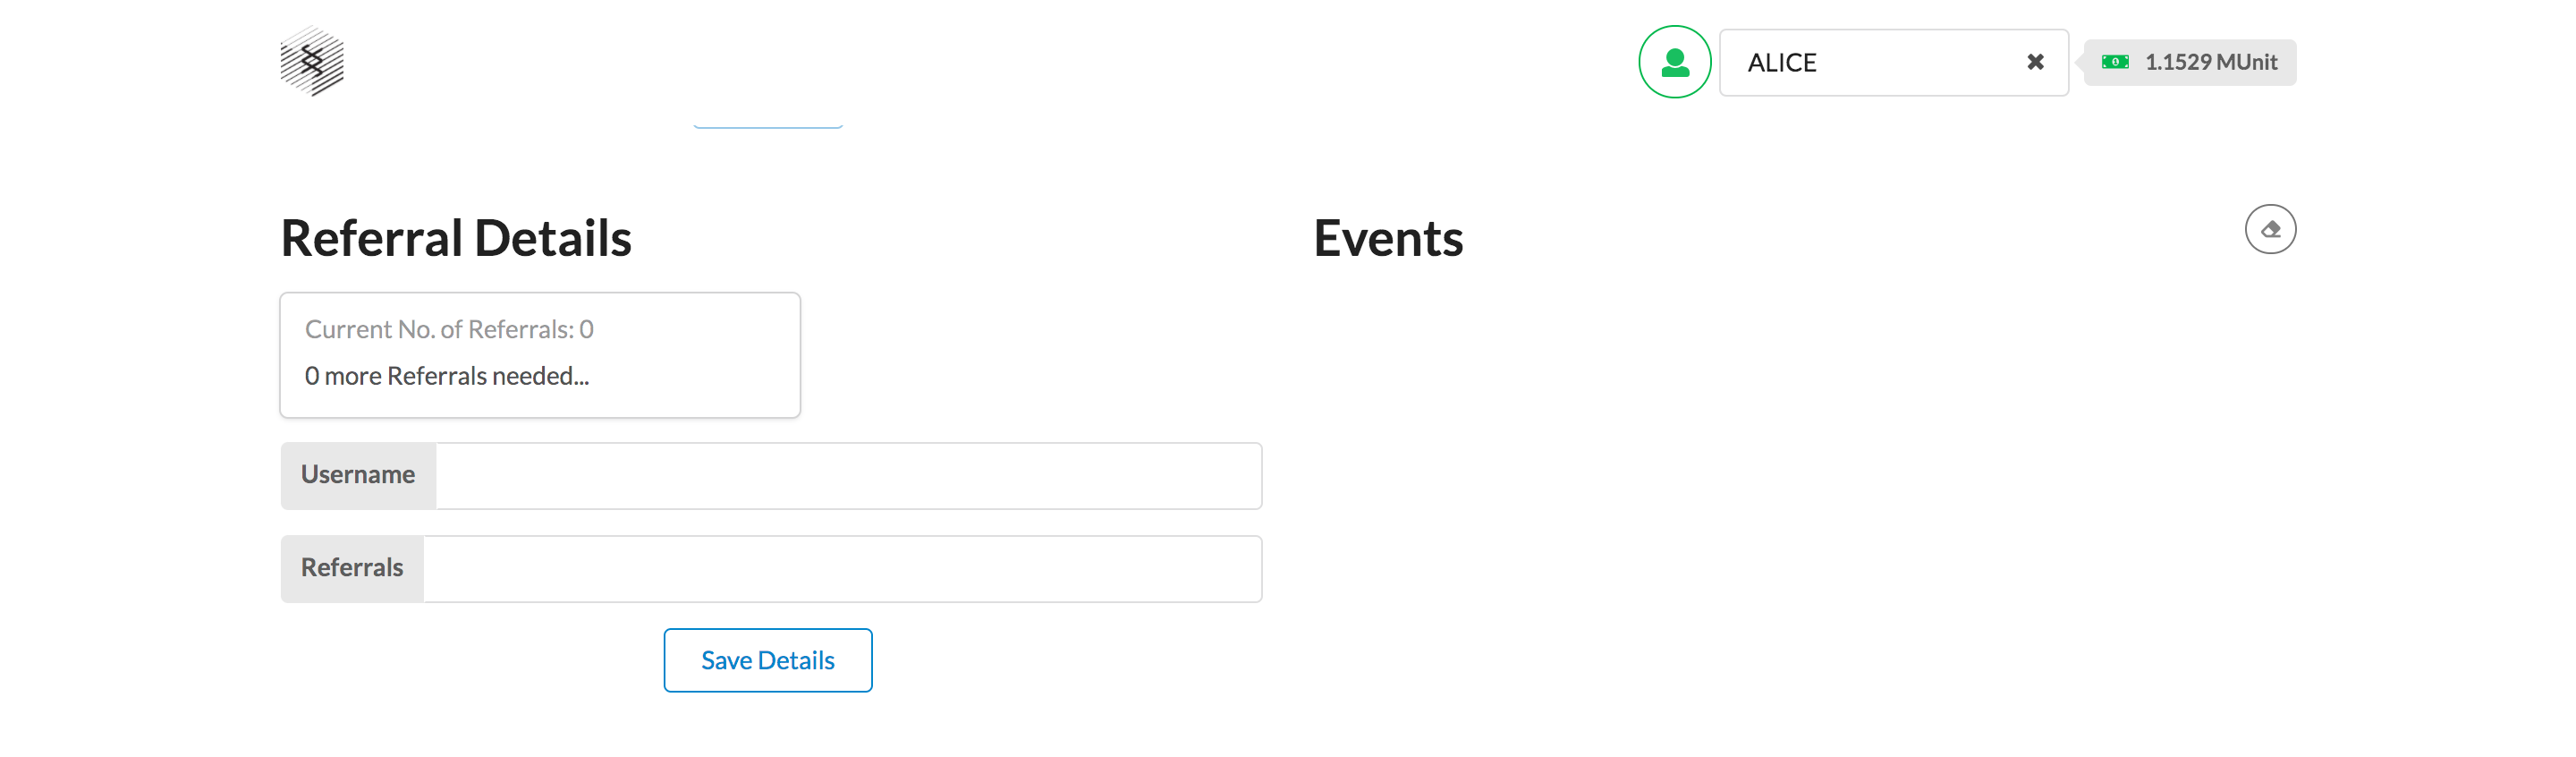 ALICE
1.1529 MUnit
Referral Details
Events
Current No. of Referrals: 0
0 more Referrals needed...
Username
Referrals
Save Details